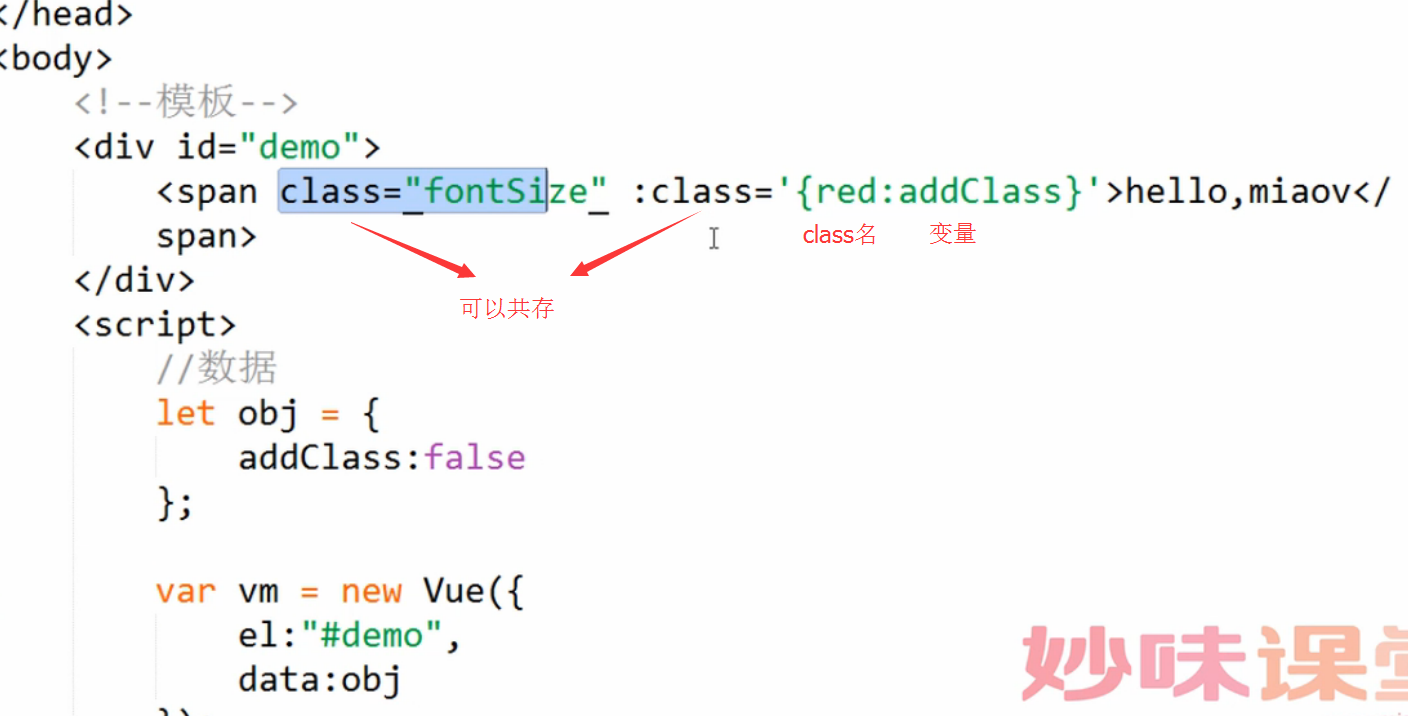 </head>
<body>
<!--模板-->
<div id="demo">
<span class="fontSize" :class='{red:addClass}'>hello,miaov</
span>
class名 变量
</div>
可以共存
<script>
//数据
let obj = {
addClass:false
};
var vm = new Vue({
el:"#demo",
data:obj
妙味课堂